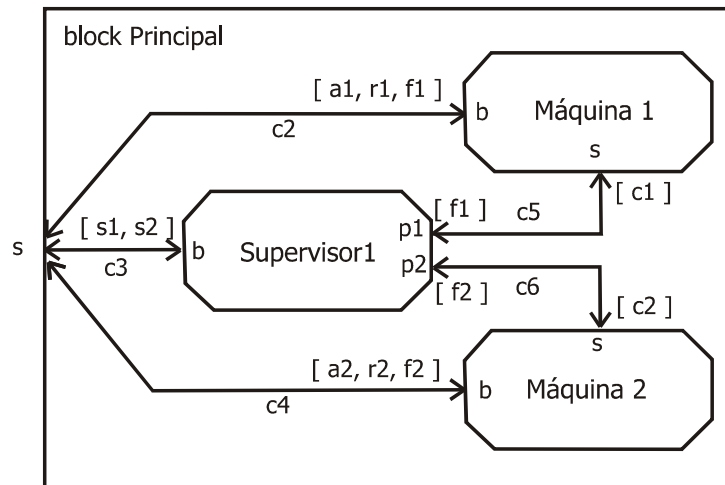 block Principal
[ a1, r1, f1 ]
b
Máquina 1
c2
s
[ s1, s2 ]
[ f1 ]
c5
[ c1 ]
s
b
Supervisor1
p1
c3
p2
[ f2 ]
c6
[ c2 ]
s
[ a2, r2, f2 ]
b
Máquina 2
c4